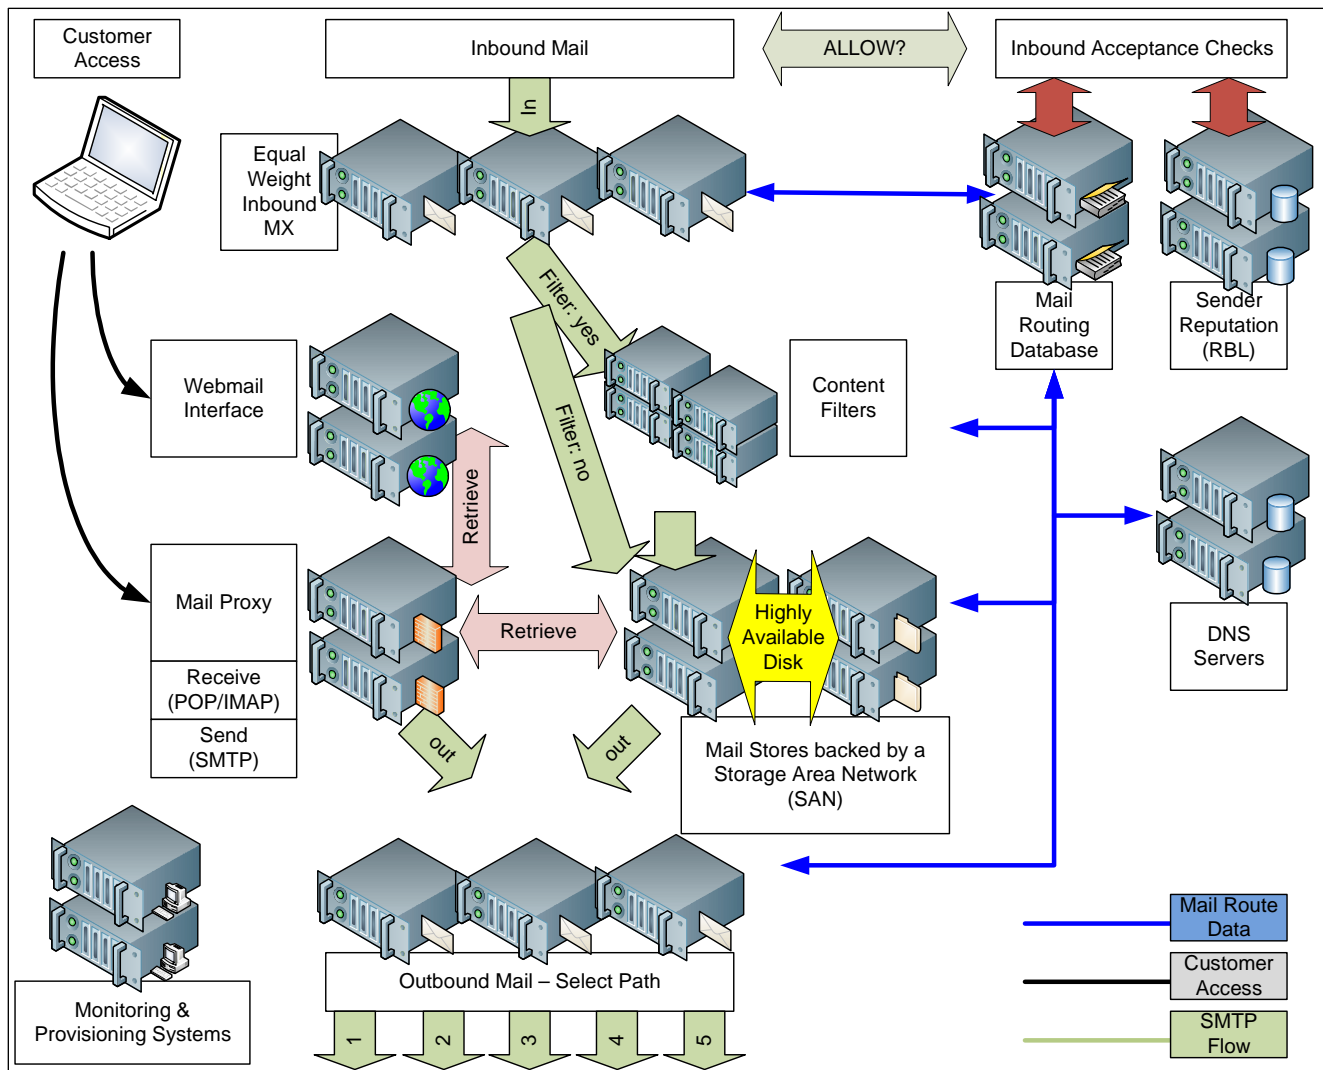 Customer
Access
Inbound Mail
ALLOW?
Inbound Acceptance Checks
In
Equal
Weight
Inbound
MX
Filter: yes
Filter: no
Mail
Routing
Database
Sender
Reputation
(RBL)
Webmail
Interface
Content
Filters
Retrieve
Mail Proxy
Receive
(POP/IMAP)
Send
(SMTP)
Retrieve
Highly
Available
Disk
DNS
Servers
out
out
Mail Stores backed by a
Storage Area Network
(SAN)
Monitoring &
Provisioning Systems
Outbound Mail – Select Path
1
2
3
4
5
Mail Route
Data
Customer
Access
SMTP
Flow